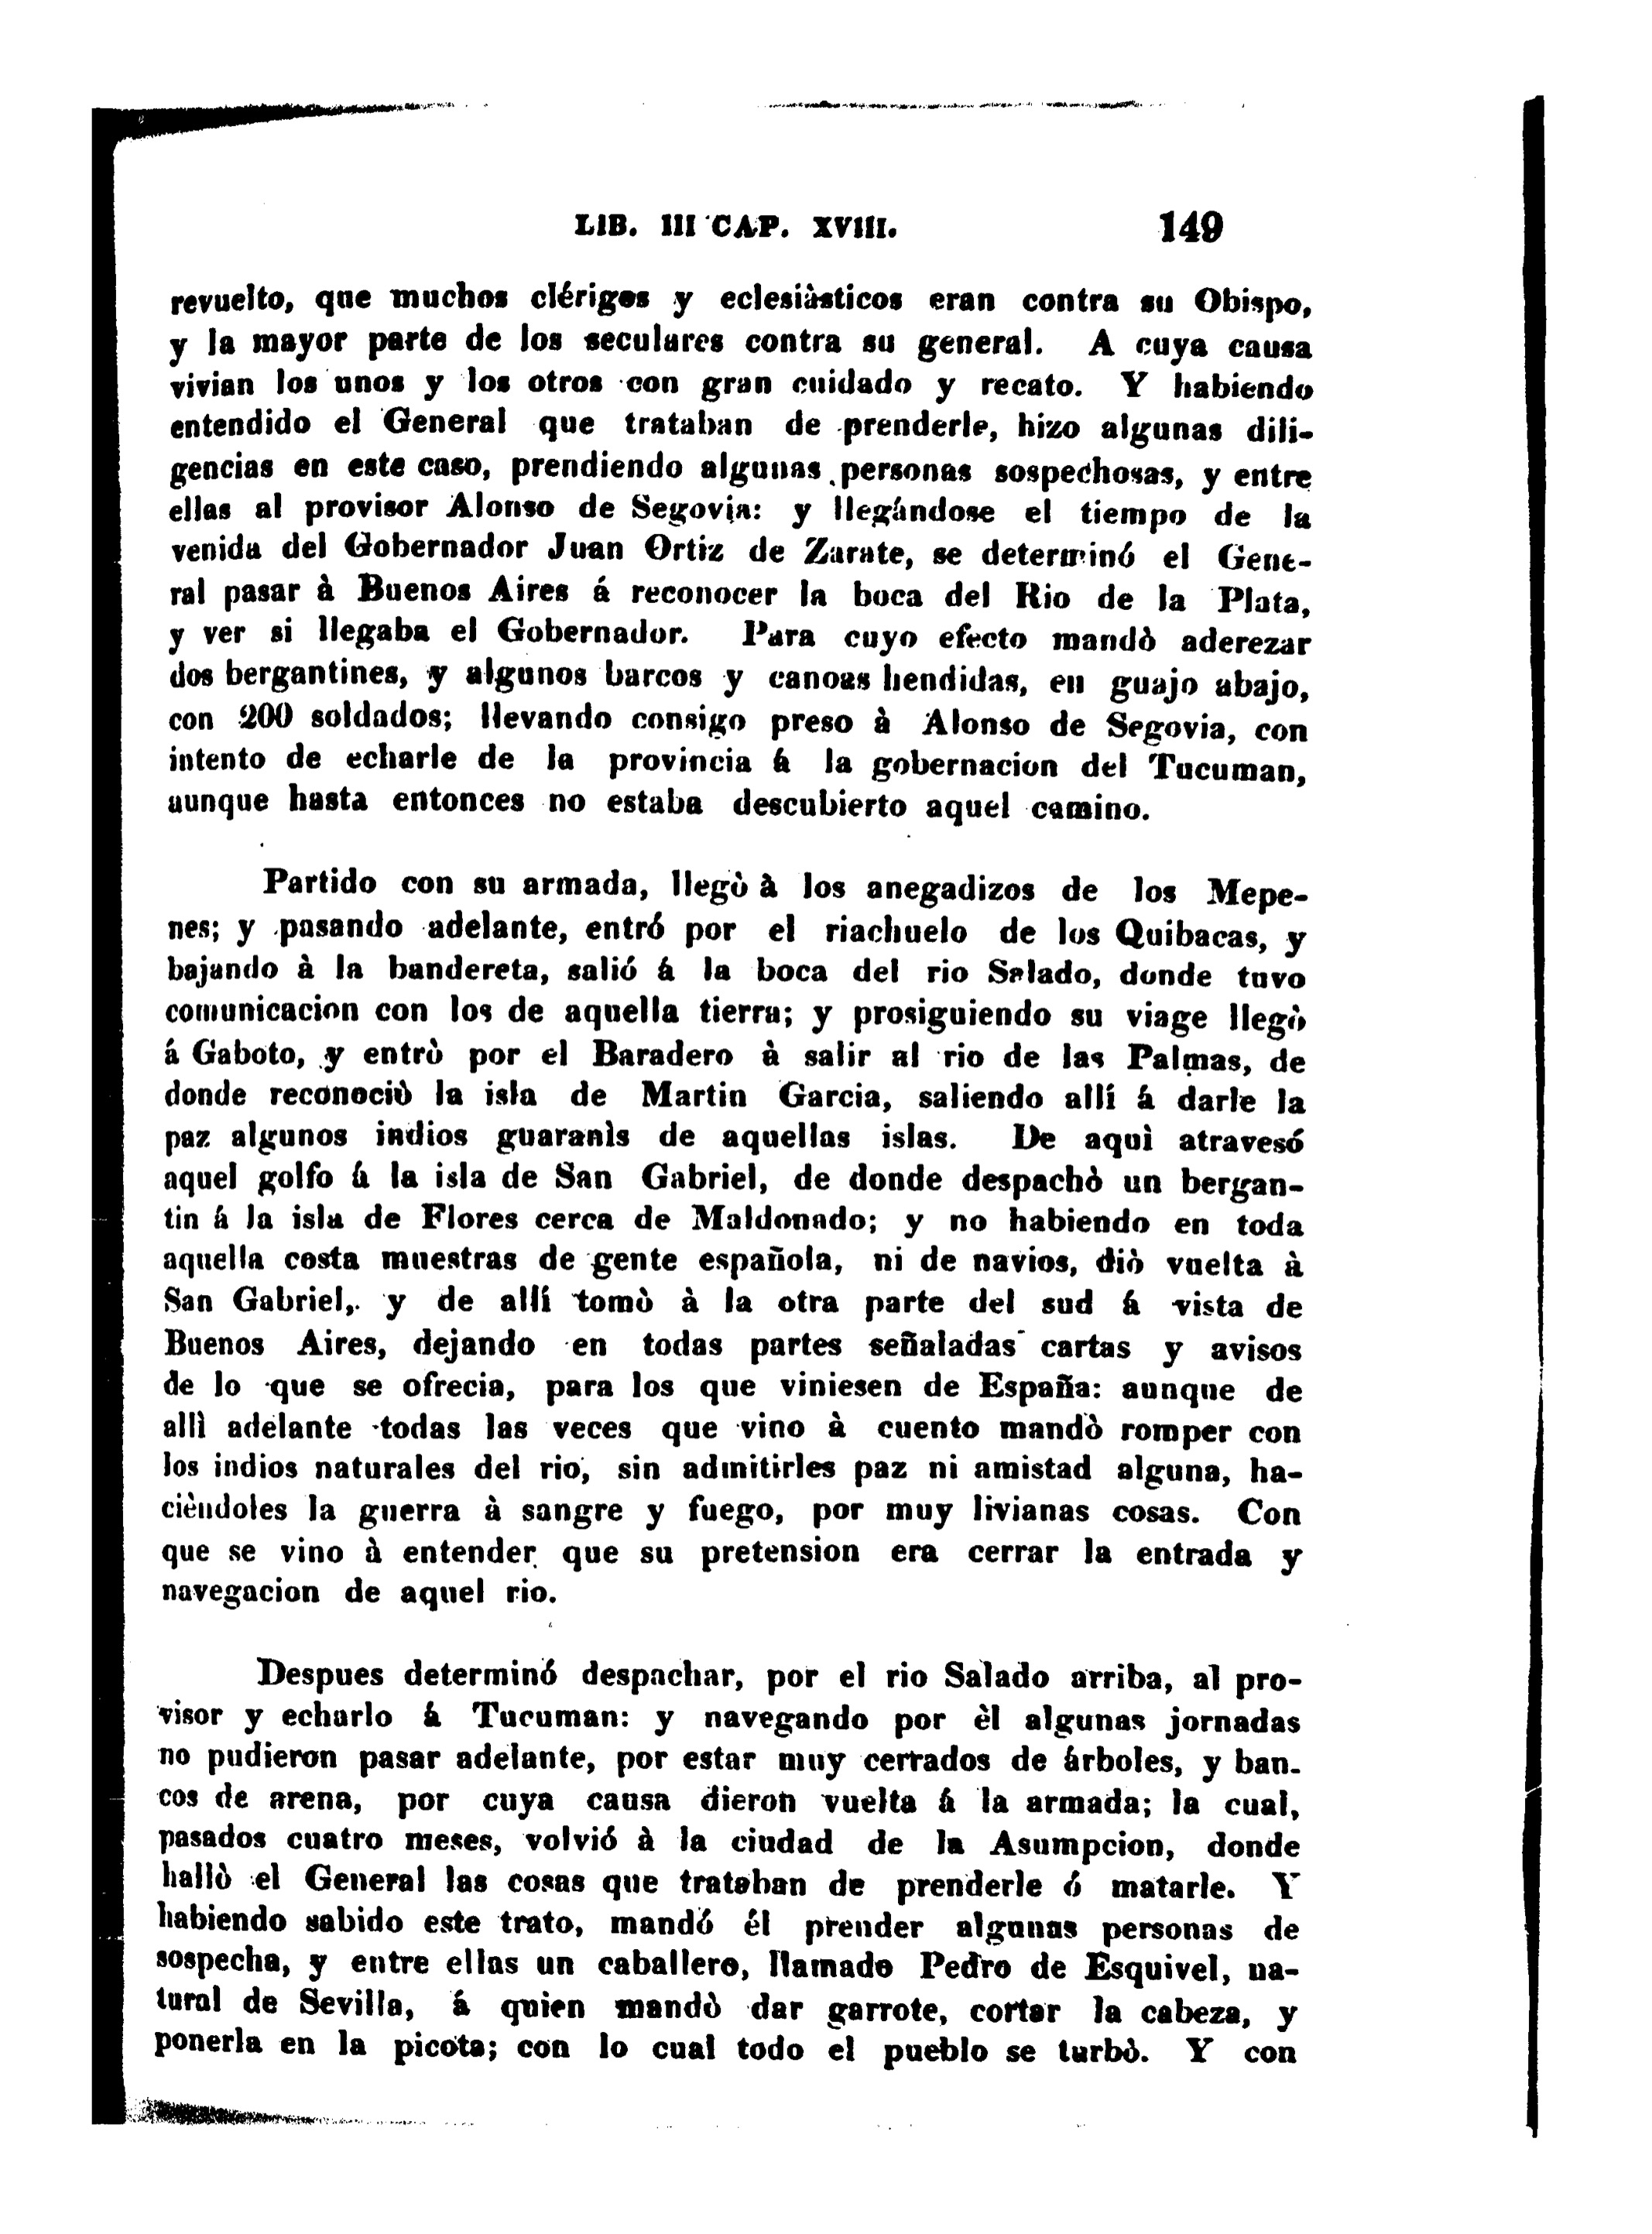 LIB. III CAP. XVIII. 149
revuelto, que muchos clérigos y eclesiàsticos eran contra su Obispo,
y la mayor parte de los seculares contra su general. A cuya causa
vivian los unos y los otros con gran cuidado y recato. Y habiendo
entendido el General que trataban de prenderle, hizo algunas dili-
gencias en este caso, prendiendo algunas personas sospechosas, y entre
ellas al provisor Alonso de Segovia: y llegándose el tiempo de la
venida del Gobernador Juan Ortiz de Zarate, se determinó el Gene-
ral pasar à Buenos Aires á reconocer la boca del Rio de la Plata,
y ver si llegaba el Gobernador. Para cuyo efecto mandò aderezar
dos bergantines, y algunos barcos y canoas hendidas, en guajo abajo,
con 200 soldados; llevando consigo preso à Alonso de Segovia, con
intento de echarle de la provincia á la gobernacion del Tucuman,
aunque hasta entonces no estaba descubierto aquel camino.
Partido con su armada, llegò à los anegadizos de los Mepe-
nes; y pasando adelante, entró por el riachuelo de los Quibacas, y
bajando à la bandereta, salió á la boca del rio Salado, donde tuvo
comunicacion con los de aquella tierra; y prosiguiendo su viage llegò
á Gaboto, y entrò por el Baradero à salir al rio de las Palmas, de
donde reconociò la isla de Martin Garcia, saliendo allí á darle la
paz algunos indios guaranìs de aquellas islas. De aquì atravesó
aquel golfo á la isla de San Gabriel, de donde despachò un bergan-
tin á la isla de Flores cerca de Maldonado; y no habiendo en toda
aquella costa muestras de gente española, ni de navios, diò vuelta à
San Gabriel, y de allí tomò à la otra parte del sud á vista de
Buenos Aires, dejando en todas partes señaladas cartas y avisos
de lo que se ofrecia, para los que viniesen de España: aunque de
allì adelante todas las veces que vino à cuento mandò romper con
los indios naturales del rio, sin admitirles paz ni amistad alguna, ha-
cièndoles la guerra à sangre y fuego, por muy livianas cosas. Con
que se vino à entender que su pretension era cerrar la entrada y
navegacion de aquel rio.
Despues determinó despachar, por el rio Salado arriba, al pro-
visor y echarlo á Tucuman: y navegando por èl algunas jornadas
no pudieron pasar adelante, por estar muy cerrados de árboles, y ban-
cos de arena, por cuya causa dieron vuelta á la armada; la cual,
pasados cuatro meses, volvió à la ciudad de la Asumpcion, donde
hallò el General las cosas que trataban de prenderle ó matarle. Y
habiendo sabido este trato, mandó él prender algunas personas de
sospecha, y entre ellas un caballero, llamado Pedro de Esquivel, na-
tural de Sevilla, á quien mandò dar garrote, cortar la cabeza, y
ponerla en la picota; con lo cual todo el pueblo se turbò. Y con